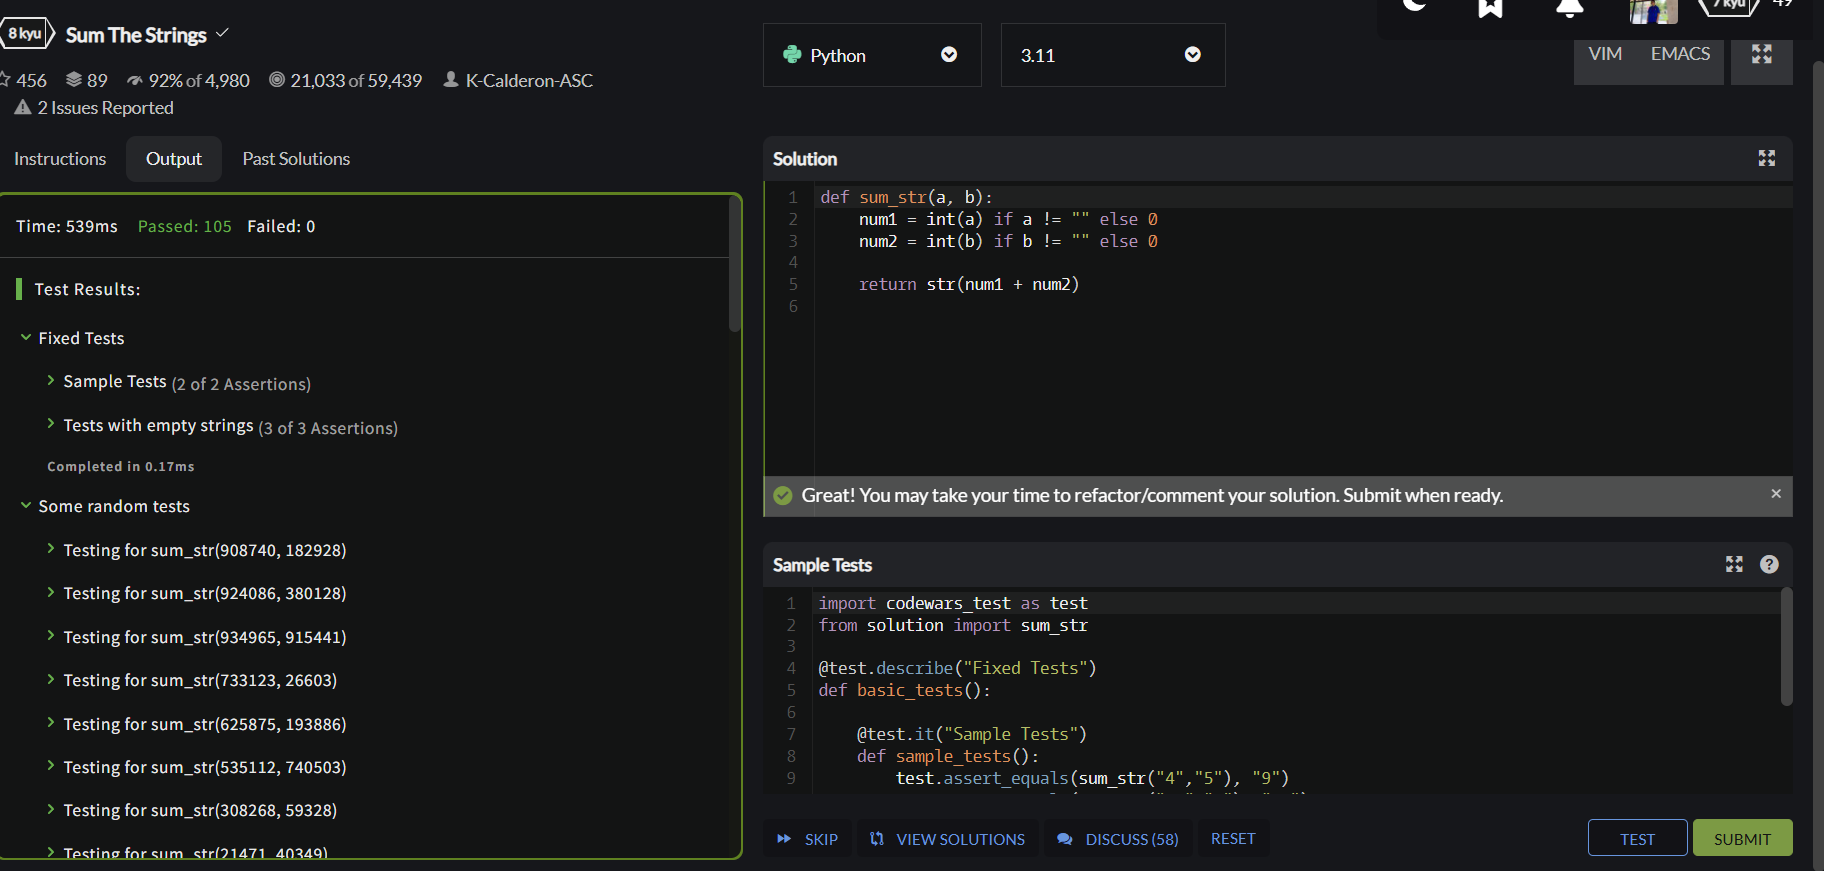 8 kyu Sum The Strings
456 89 92% of 4,980 21,033 of 59,439 K-Calderon-ASC
2 Issues Reported
Instructions Output Past Solutions
Time: 539ms Passed: 105 Failed: 0
Test Results:
Fixed Tests
Sample Tests (2 of 2 Assertions)
Tests with empty strings (3 of 3 Assertions)
Completed in 0.17ms
Some random tests
Testing for sum_str(908740, 182928)
Testing for sum_str(924086, 380128)
Testing for sum_str(934965, 915441)
Testing for sum_str(733123, 26603)
Testing for sum_str(625875, 193886)
Testing for sum_str(535112, 740503)
Testing for sum_str(308268, 59328)
Testing for sum_str(21471, 40349)
7 kyu 49
Python 3.11 VIM EMACS
Solution
1 def sum_str(a, b):
2 num1 = int(a) if a != "" else 0
3 num2 = int(b) if b != "" else 0
4
5 return str(num1 + num2)
6
Great! You may take your time to refactor/comment your solution. Submit when ready. ×
Sample Tests ?
1 import codewars_test as test
2 from solution import sum_str
3
4 @test.describe("Fixed Tests")
5 def basic_tests():
6
7 @test.it("Sample Tests")
8 def sample_tests():
9 test.assert_equals(sum_str("4","5"), "9")
SKIP VIEW SOLUTIONS DISCUSS (58) RESET TEST SUBMIT